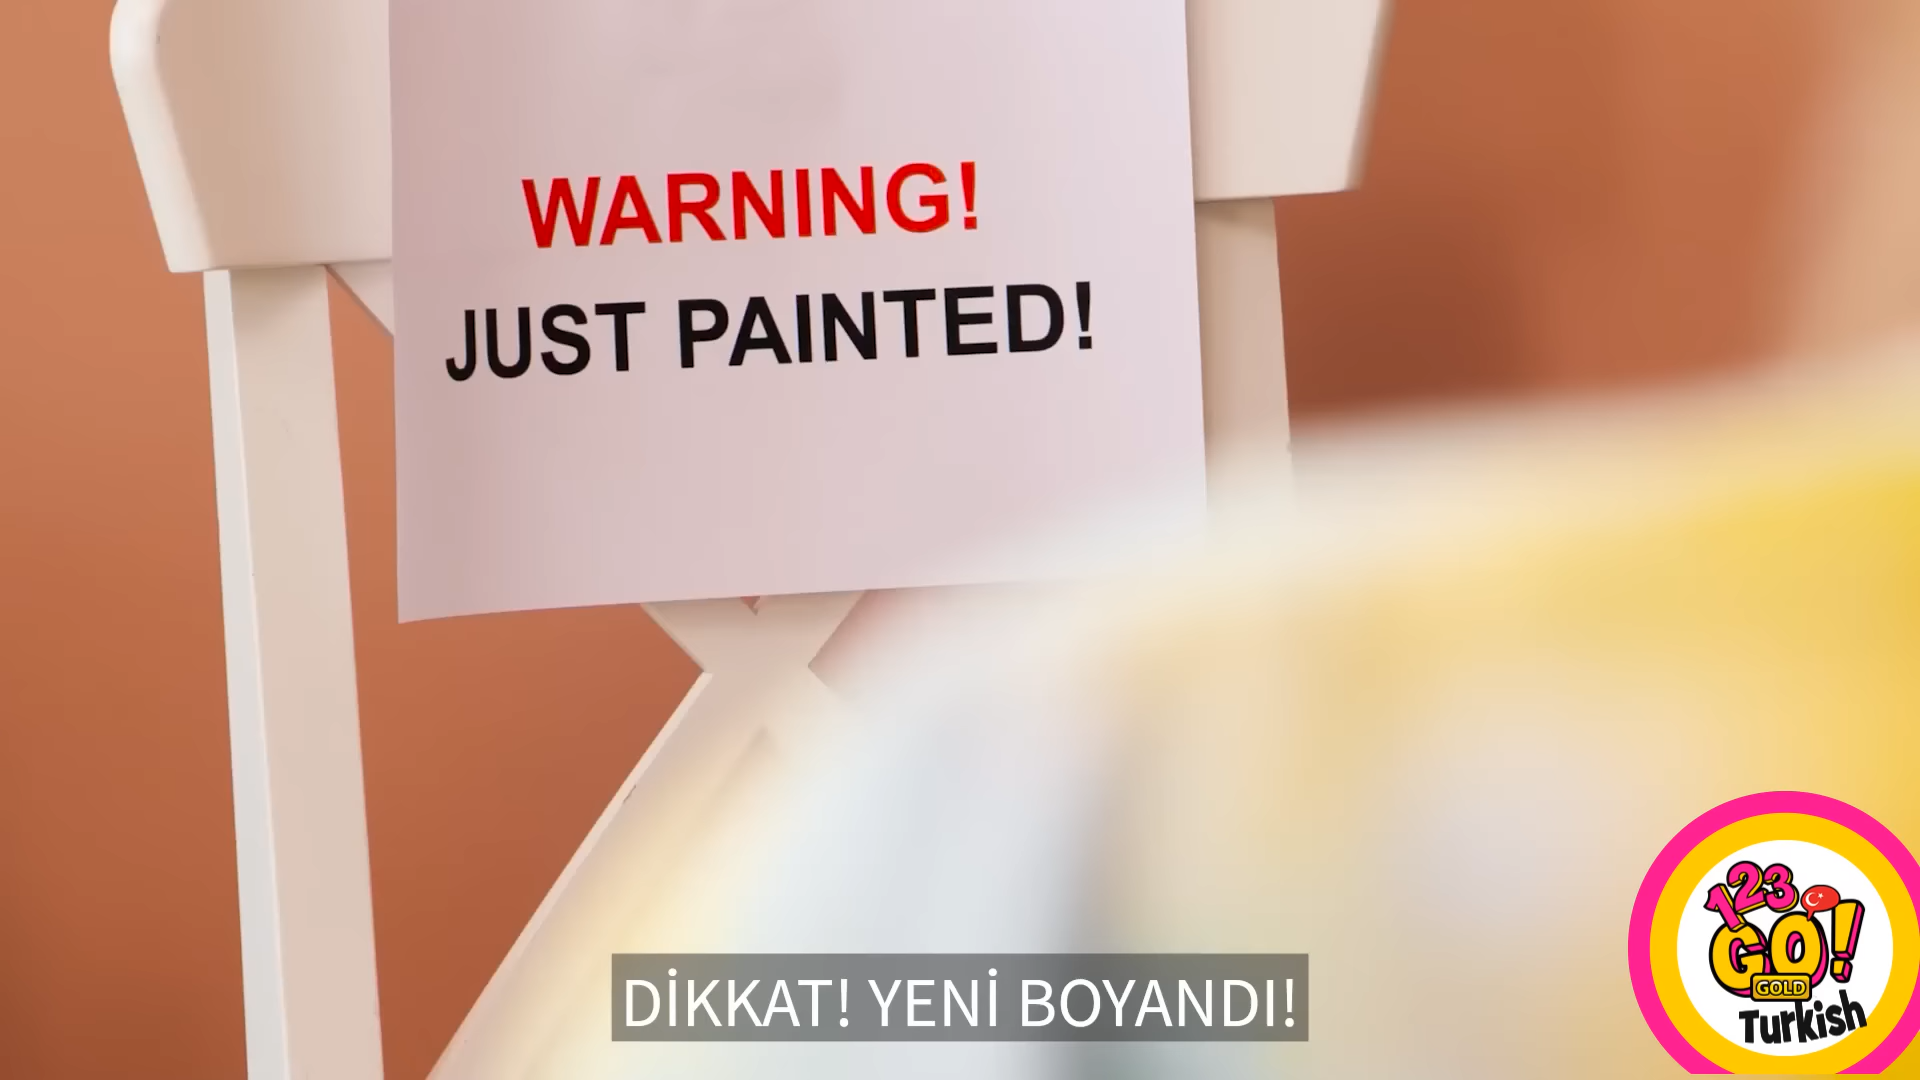 WARNING!
JUST PAINTED!
DİKKAT! YENİ BOYANDI!
123
GO!
GOLD
Turkish